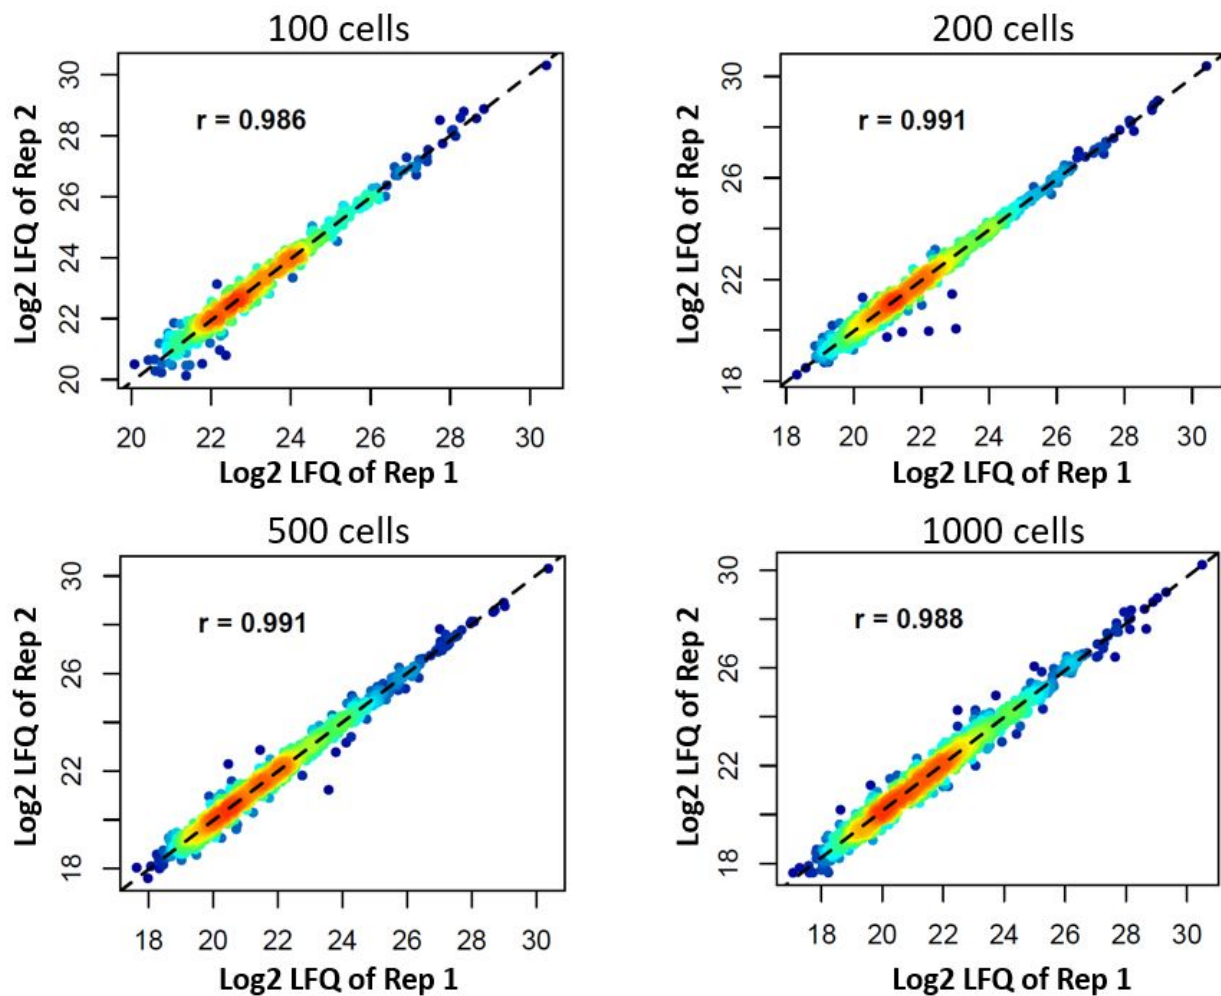 100 cells
30
28
26
24
22
20
r = 0.986
Log2 LFQ of Rep 2
20 22 24 26 28 30
Log2 LFQ of Rep 1
200 cells
30
26
22
18
r = 0.991
Log2 LFQ of Rep 2
18 20 22 24 26 28 30
Log2 LFQ of Rep 1
500 cells
30
26
22
18
r = 0.991
Log2 LFQ of Rep 2
18 20 22 24 26 28 30
Log2 LFQ of Rep 1
1000 cells
30
26
22
18
r = 0.988
Log2 LFQ of Rep 2
18 20 22 24 26 28 30
Log2 LFQ of Rep 1